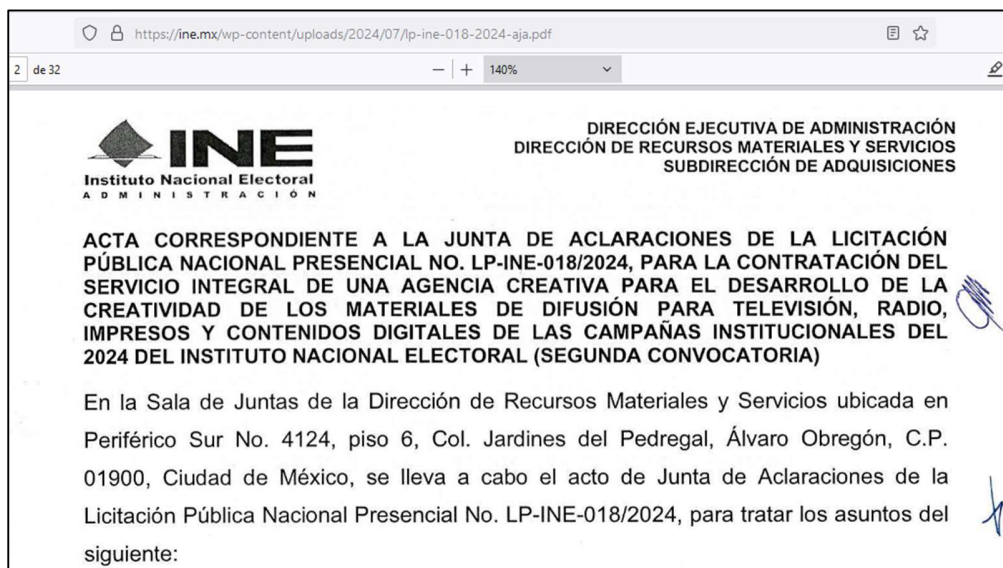 https://ine.mx/wp-content/uploads/2024/07/lp-ine-018-2024-aja.pdf
2 de 32
140%
INE
Instituto Nacional Electoral
ADMINISTRACIÓN
DIRECCIÓN EJECUTIVA DE ADMINISTRACIÓN
DIRECCIÓN DE RECURSOS MATERIALES Y SERVICIOS
SUBDIRECCIÓN DE ADQUISICIONES
ACTA CORRESPONDIENTE A LA JUNTA DE ACLARACIONES DE LA LICITACIÓN
PÚBLICA NACIONAL PRESENCIAL NO. LP-INE-018/2024, PARA LA CONTRATACIÓN DEL
SERVICIO INTEGRAL DE UNA AGENCIA CREATIVA PARA EL DESARROLLO DE LA
CREATIVIDAD DE LOS MATERIALES DE DIFUSIÓN PARA TELEVISIÓN, RADIO,
IMPRESOS Y CONTENIDOS DIGITALES DE LAS CAMPAÑAS INSTITUCIONALES DEL
2024 DEL INSTITUTO NACIONAL ELECTORAL (SEGUNDA CONVOCATORIA)
En la Sala de Juntas de la Dirección de Recursos Materiales y Servicios ubicada en
Periférico Sur No. 4124, piso 6, Col. Jardines del Pedregal, Álvaro Obregón, C.P.
01900, Ciudad de México, se lleva a cabo el acto de Junta de Aclaraciones de la
Licitación Pública Nacional Presencial No. LP-INE-018/2024, para tratar los asuntos del
siguiente: